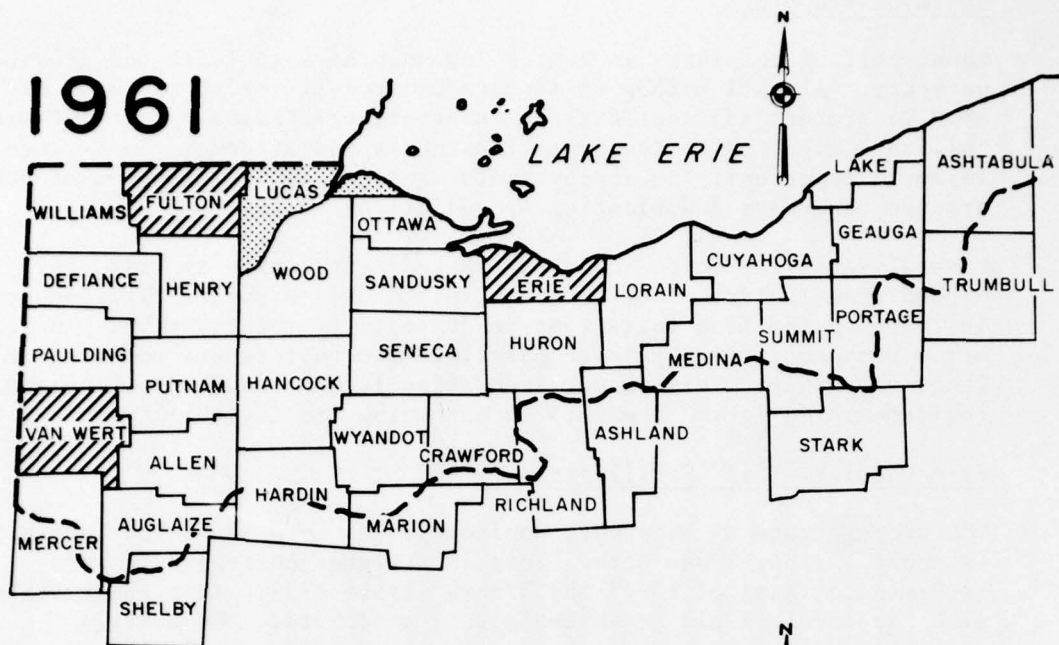 N
1961
LAKE ERIE
LAKE
ASHTABULA
WILLIAMS
FULTON
LUCAS
OTTAWA
GEAUGA
DEFIANCE
HENRY
WOOD
SANDUSKY
ERIE
LORAIN
CUYAHOGA
TRUMBULL
PAULDING
PUTNAM
HANCOCK
SENECA
HURON
MEDINA
SUMMIT
PORTAGE
VAN WERT
ALLEN
WYANDOT
CRAWFORD
ASHLAND
STARK
MERCER
AUGLAIZE
HARDIN
MARION
RICHLAND
SHELBY
N